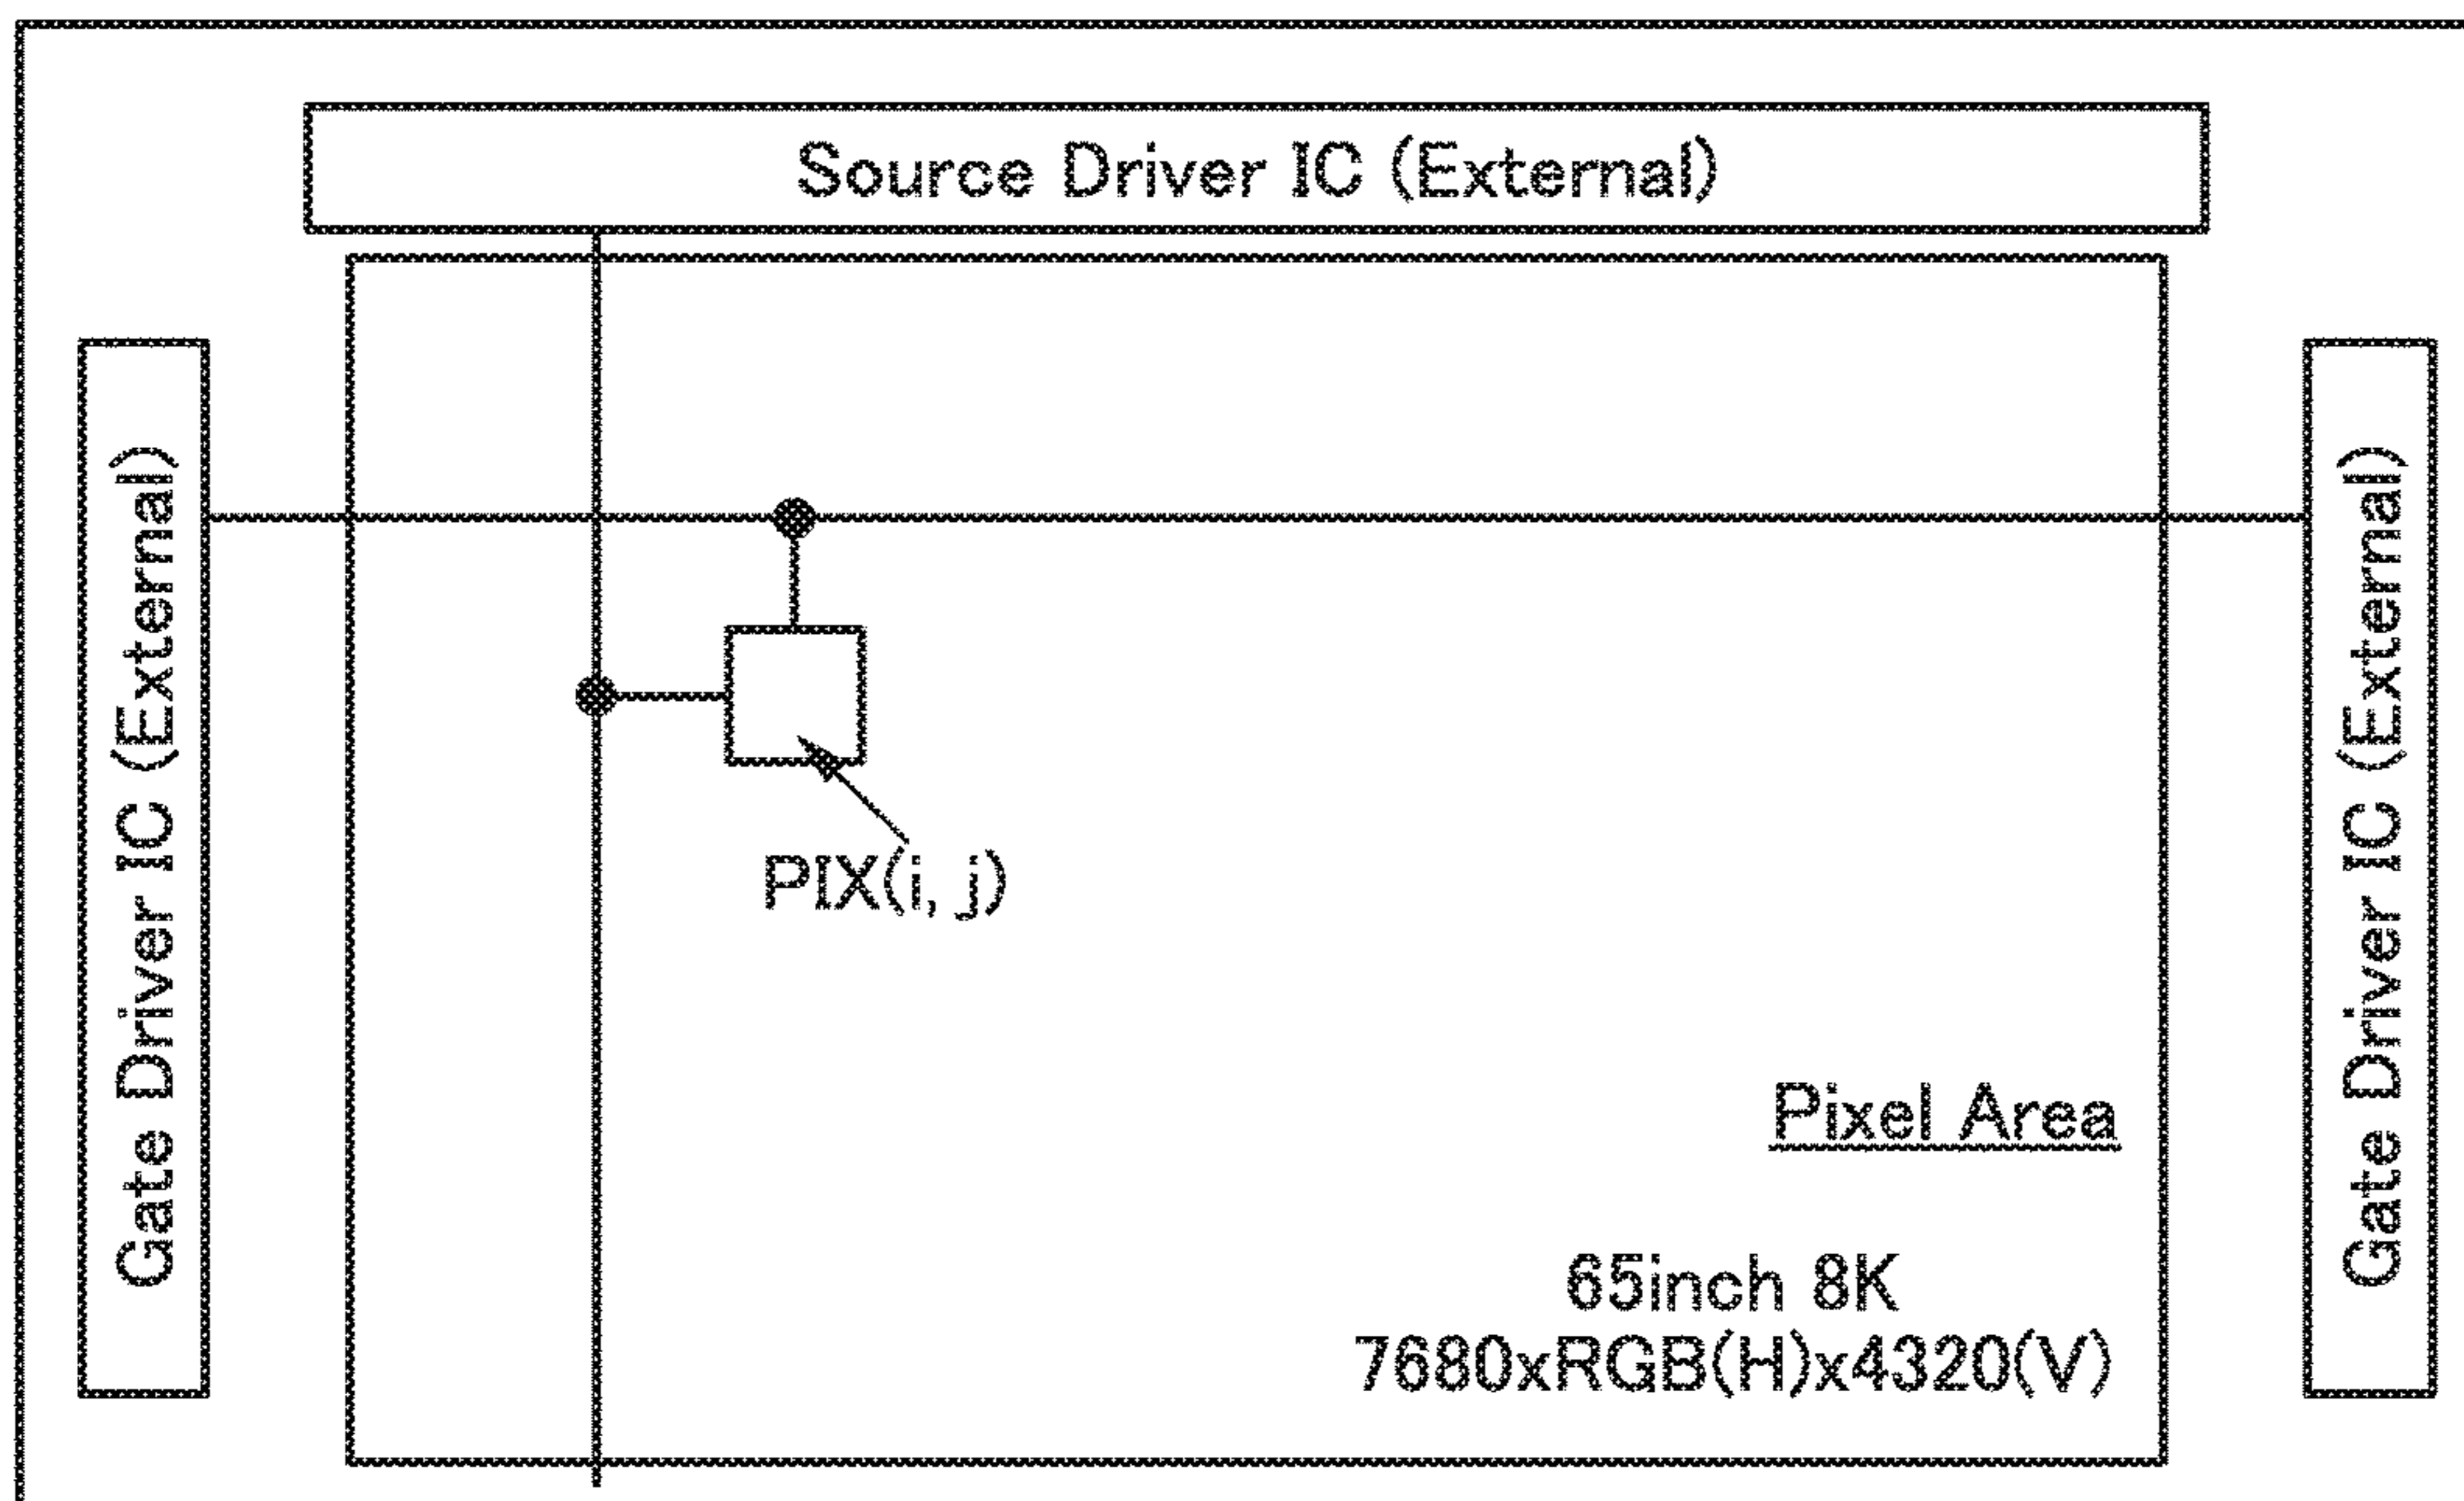 Source Driver IC (External)
Gate Driver IC (External)
Gate Driver IC (External)
PIX(i, j)
Pixel Area
65inch 8K
7680xRGB(H)x4320(V)